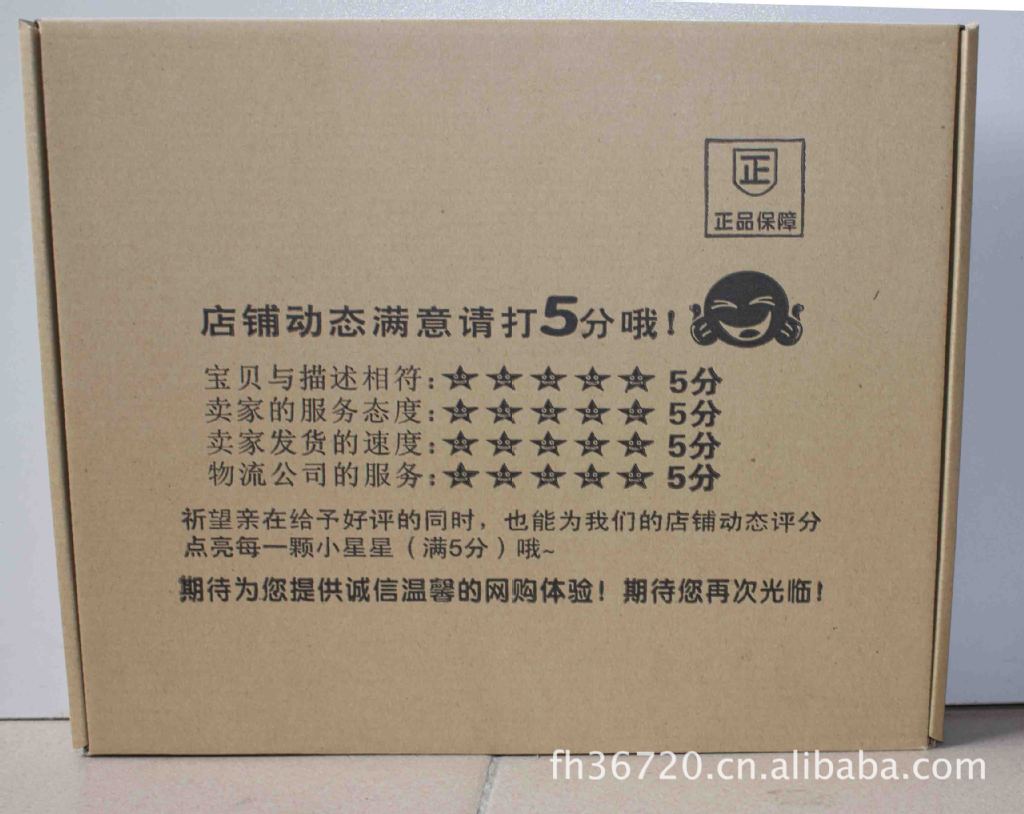 正
正品保障
店铺动态满意请打5分哦！
宝贝与描述相符：★★★★★ 5分
卖家的服务态度：★★★★★ 5分
卖家发货的速度：★★★★★ 5分
物流公司的服务：★★★★★ 5分
祈望亲在给予好评的同时，也能为我们的店铺动态评分
点亮每一颗小星星（满5分）哦~
期待为您提供诚信温馨的网购体验！期待您再次光临！
fh36720.cn.alibaba.com